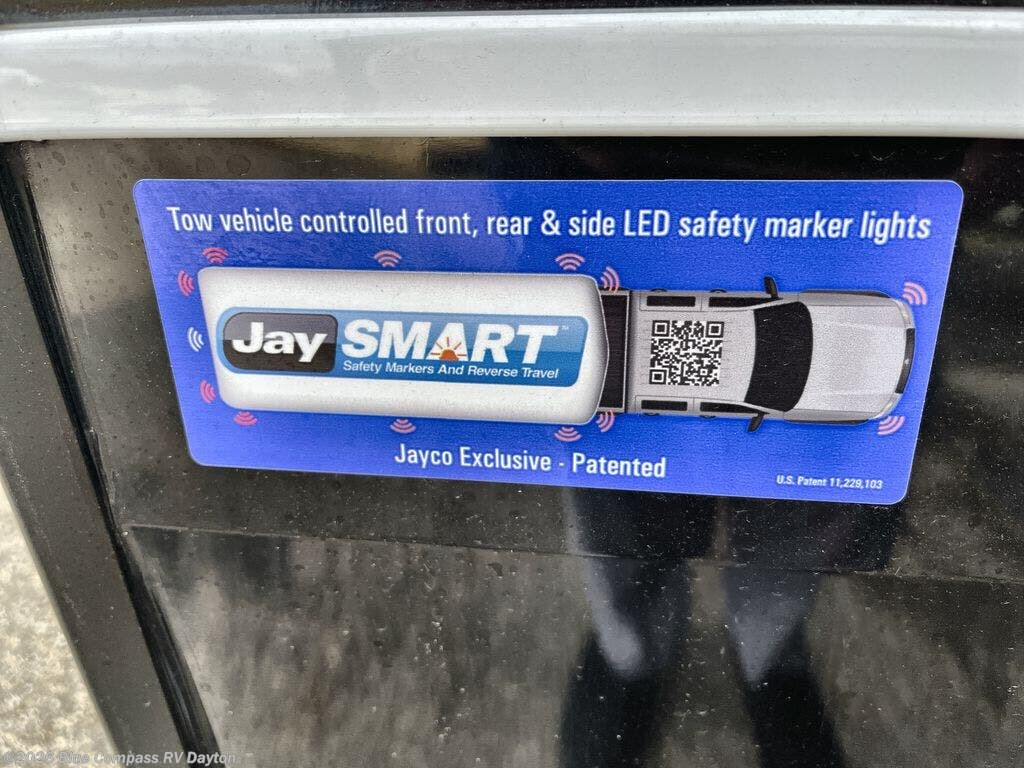 Tow vehicle controlled front, rear & side LED safety marker lights
Jay SMART™
Safety Markers And Reverse Travel
Jayco Exclusive - Patented
U.S. Patent 11,229,103
©2026 Blue Compass RV Dayton